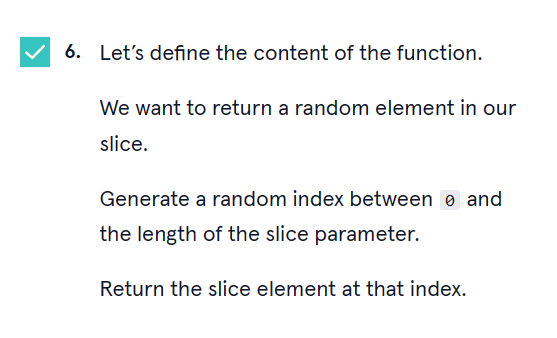 6. Let’s define the content of the function.
We want to return a random element in our
slice.
Generate a random index between 0 and
the length of the slice parameter.
Return the slice element at that index.